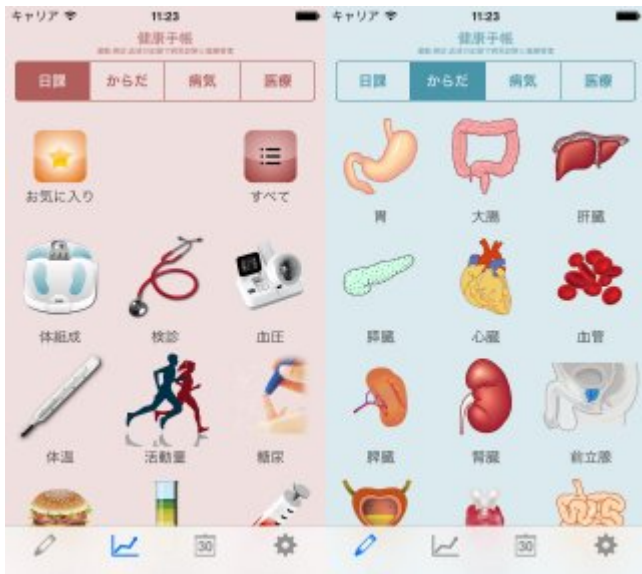 キャリア 11:23
健康手帳
日課 からだ 病気 医療
お気に入り すべて
体組成 検診 血圧
体温 活動量 糖尿
30
キャリア 11:23
健康手帳
日課 からだ 病気 医療
胃 大腸 肝臓
膵臓 心臓 血管
脾臓 腎臓 前立腺
30